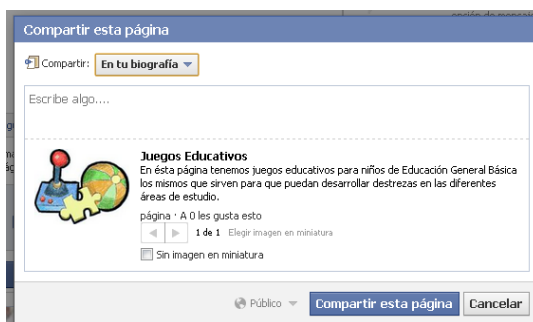 opción de mensaje
Compartir esta página
Compartir: En tu biografía
Escribe algo....
Juegos Educativos
En ésta página tenemos juegos educativos para niños de Educación General Básica
los mismos que sirven para que puedan desarrollar destrezas en las diferentes
áreas de estudio.
página · A 0 les gusta esto
1 de 1 Elegir imagen en miniatura
Sin imagen en miniatura
Público Compartir esta página Cancelar